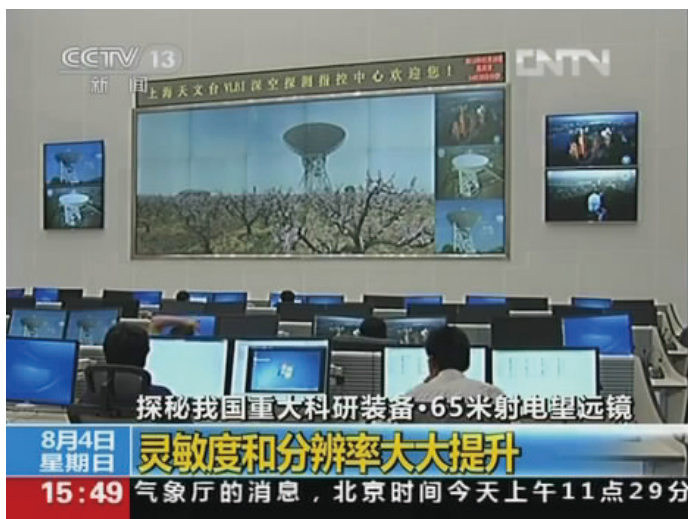 CCTV 13
新闻
CNTV
上海天文台VLBI深空探测指控中心欢迎您！
探秘我国重大科研装备·65米射电望远镜
8月4日
星期日
灵敏度和分辨率大大提升
15:49
气象厅的消息，北京时间今天上午11点29分